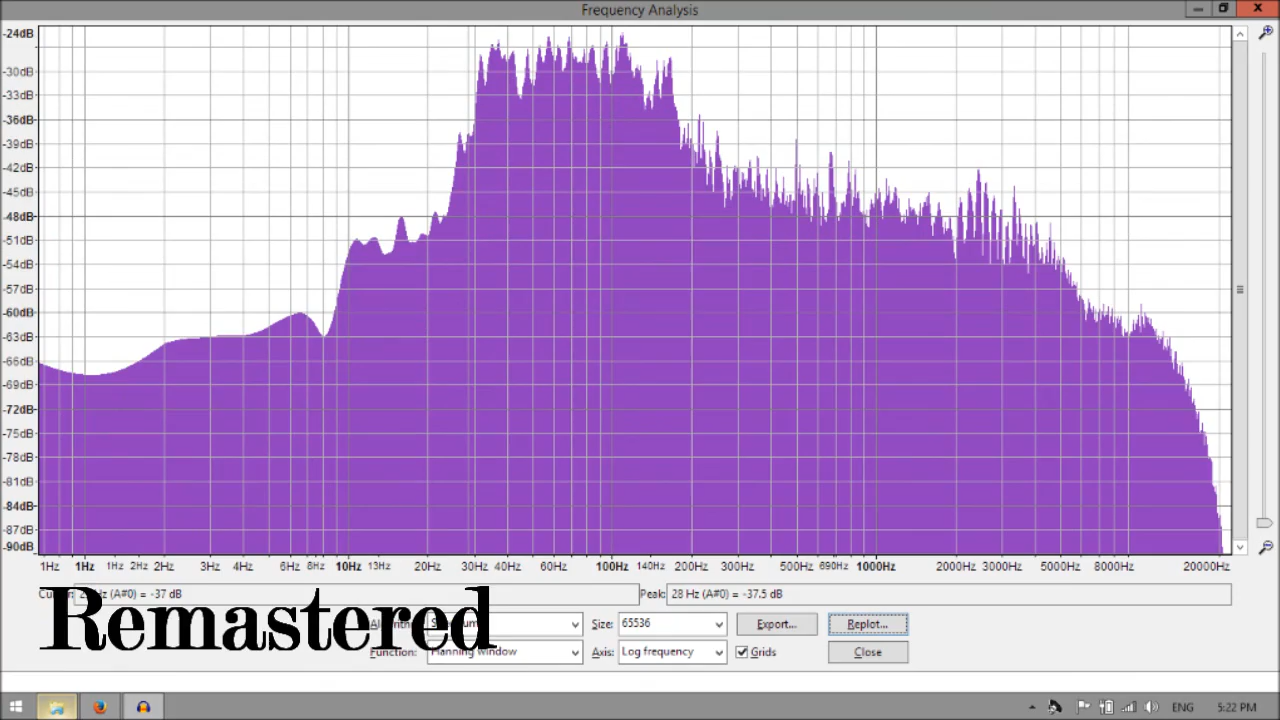 Frequency Analysis
-24dB
-30dB
-33dB
-36dB
-39dB
-42dB
-45dB
-48dB
-51dB
-54dB
-60dB
-63dB
-66dB
-69dB
-72dB
-75dB
-78dB
-81dB
-84dB
-87dB
-90dB
1Hz 1Hz 1Hz 2Hz 2Hz 3Hz 4Hz 6Hz 8Hz 10Hz 13Hz 20Hz 30Hz 40Hz 60Hz 100Hz 140Hz 200Hz 300Hz 500Hz 690Hz 1000Hz 2000Hz 3000Hz 5000Hz 8000Hz 20000Hz
Hz (A#0) = -37 dB Peak: 28 Hz (A#0) = -37.5 dB
Remastered
Size: 65536 Export... Replot...
Function: Hanning window Axis: Log frequency Grids Close
ENG 5:22 PM